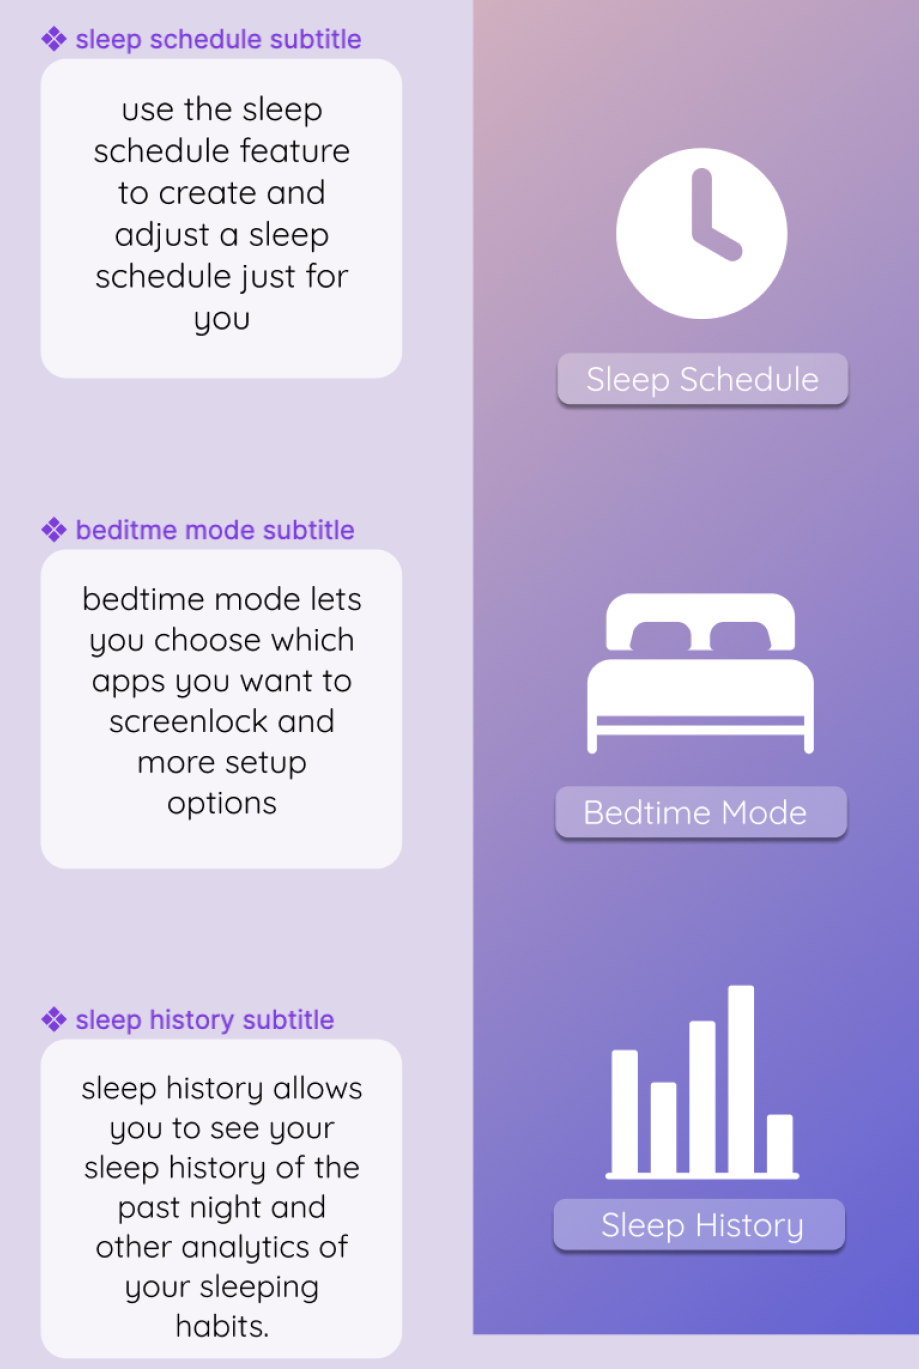 ❖ sleep schedule subtitle
use the sleep
schedule feature
to create and
adjust a sleep
schedule just for
you
Sleep Schedule
❖ beditme mode subtitle
bedtime mode lets
you choose which
apps you want to
screenlock and
more setup
options
Bedtime Mode
❖ sleep history subtitle
sleep history allows
you to see your
sleep history of the
past night and
other analytics of
your sleeping
habits.
Sleep History